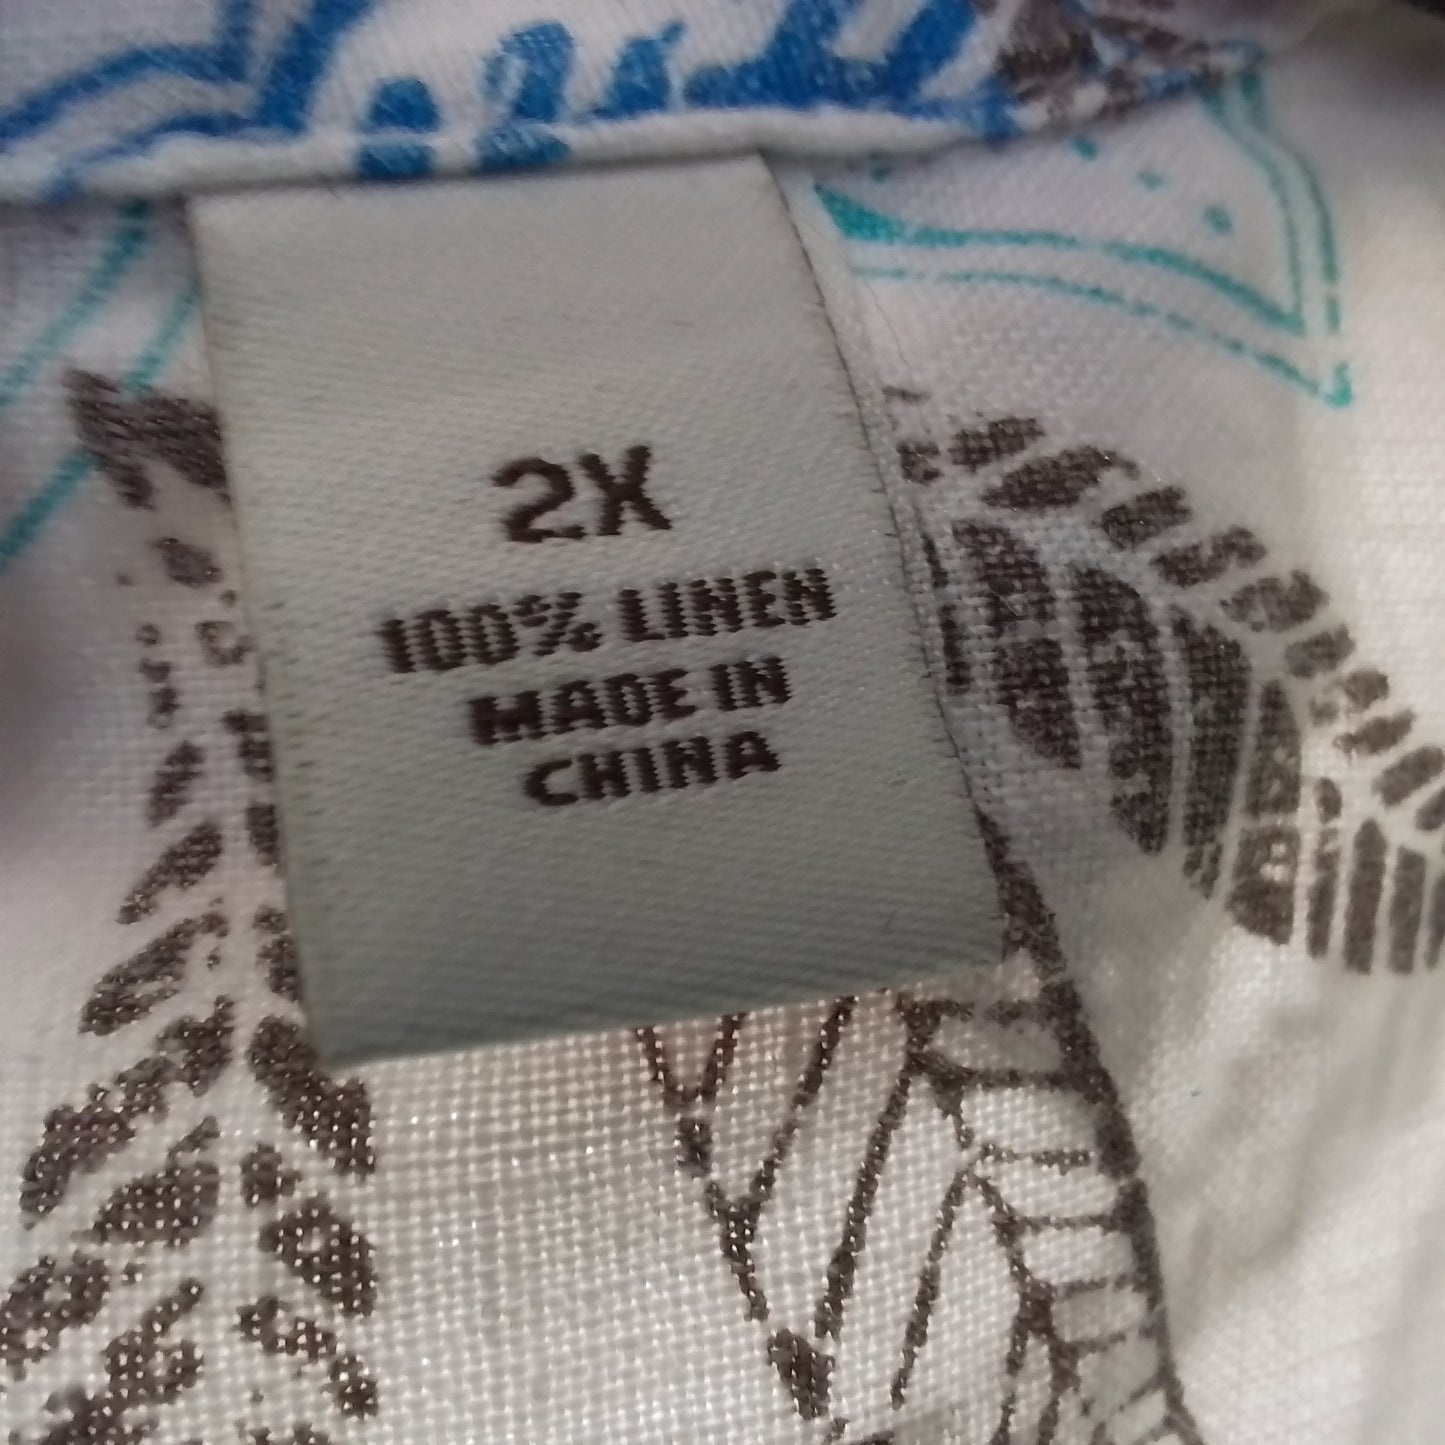 2X
100% LINEN
MADE IN
CHINA